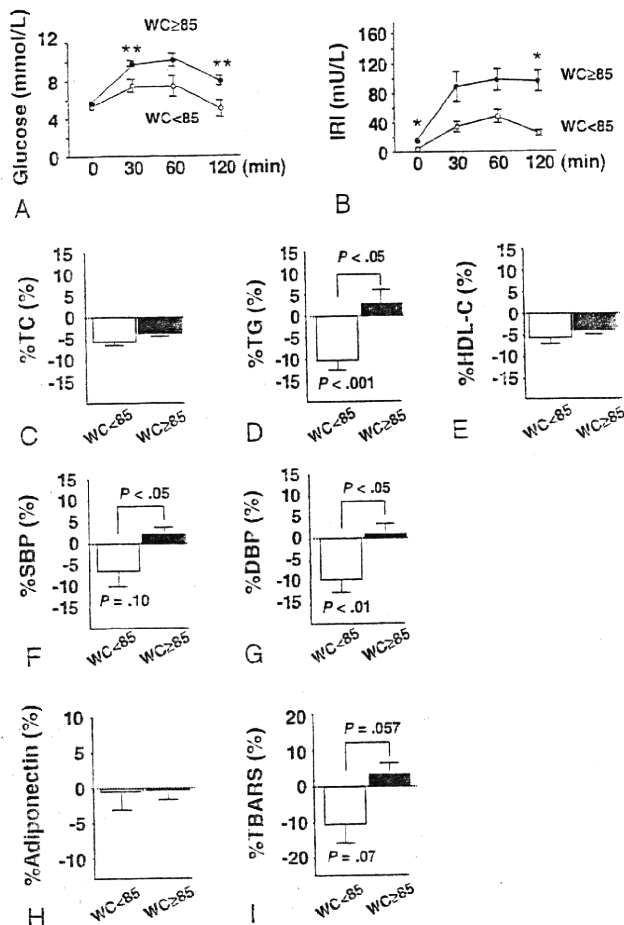 Glucose (mmol/L)
12
8
4
0
WC≥85
**
**
WC<85
0 30 60 120 (min)
A
IRI (mU/L)
160
120
80
40
0
*
*
WC≥85
WC<85
0 30 60 120 (min)
B
%TC (%)
15
10
5
0
-5
-10
-15
WC<85
WC≥85
C
%TG (%)
15
10
5
0
-5
-10
-15
P < .05
P < .001
WC<85
WC≥85
D
%HDL-C (%)
15
10
5
0
-5
-10
-15
WC<85
WC≥85
E
%SBP (%)
15
10
5
0
-5
-10
-15
P < .05
P = .10
WC<85
WC≥85
F
%DBP (%)
15
10
5
0
-5
-10
-15
P < .05
P < .01
WC<85
WC≥85
G
%Adiponectin (%)
10
5
0
-5
-10
WC<85
WC≥85
H
%TBARS (%)
20
10
0
-10
-20
P = .057
P = .07
WC<85
WC≥85
I